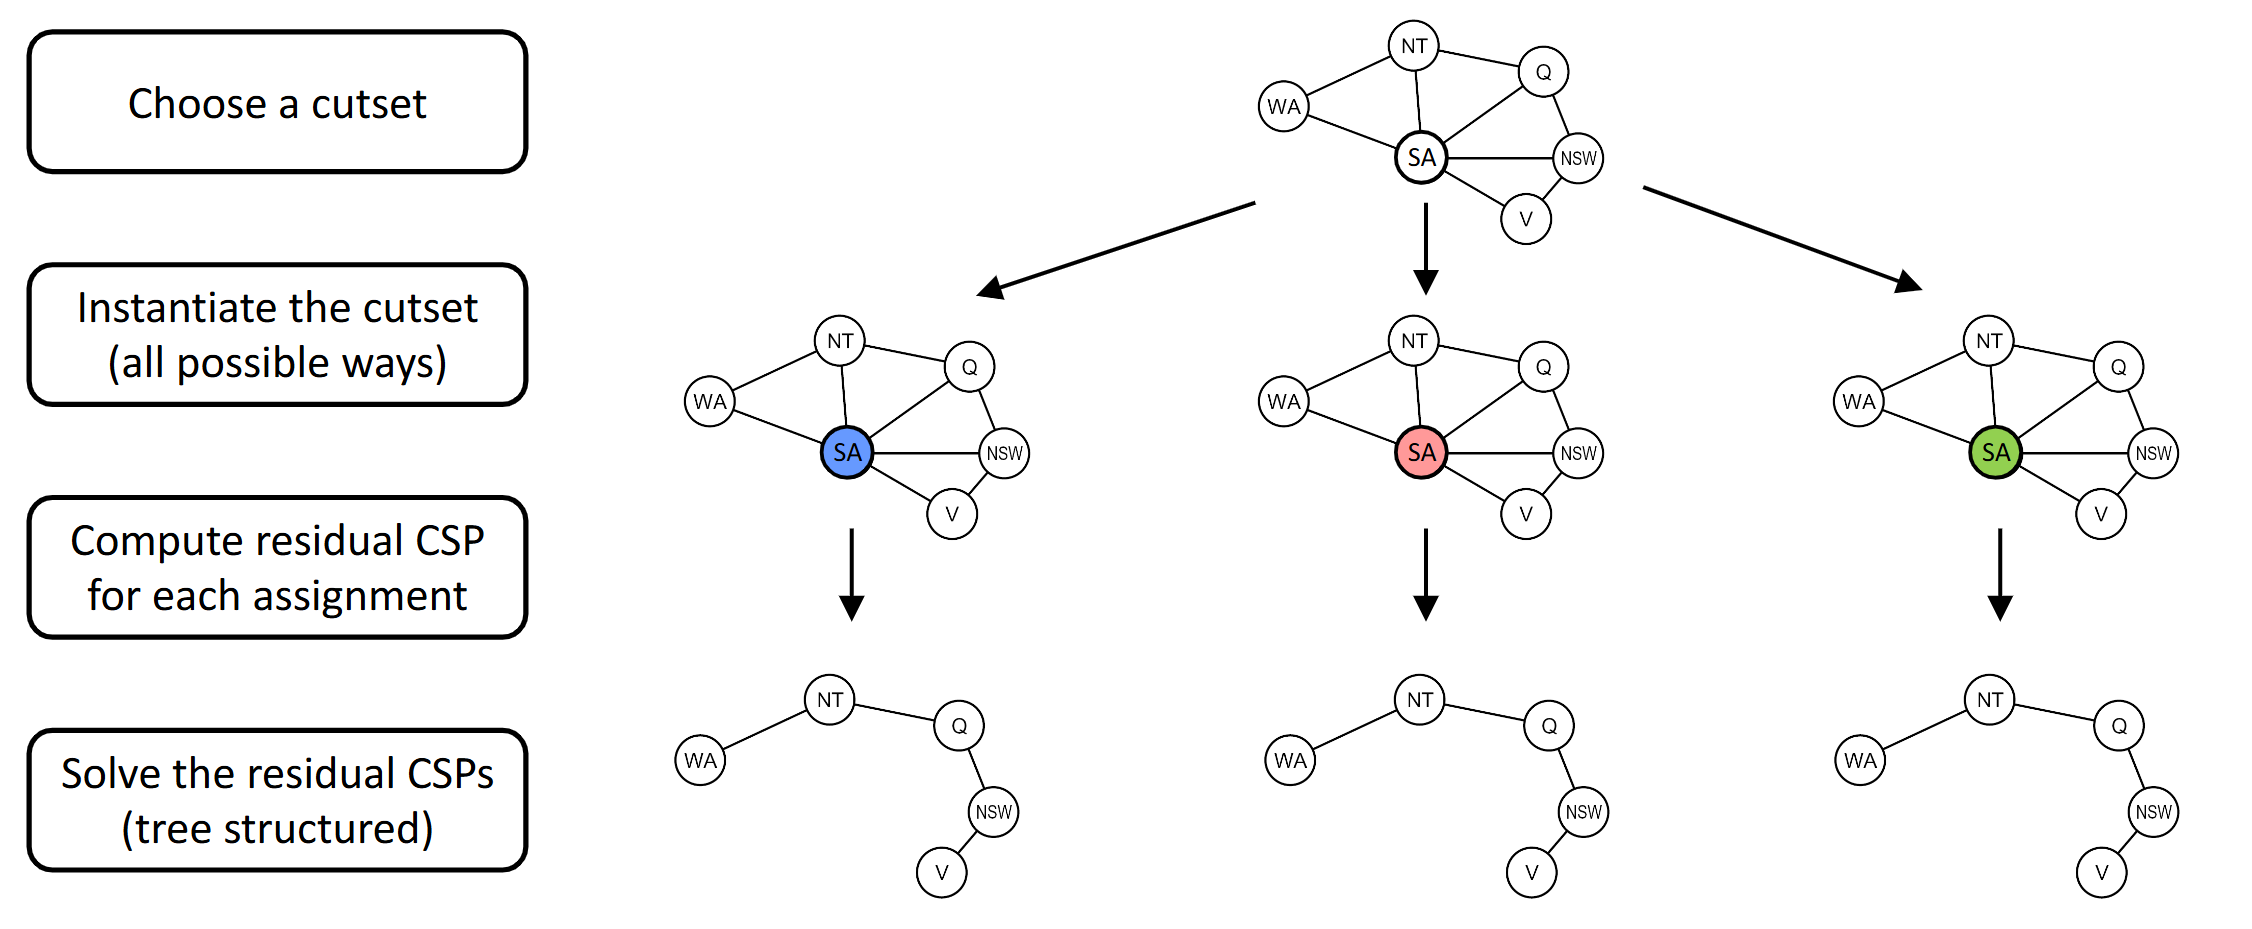 Choose a cutset
Instantiate the cutset
(all possible ways)
Compute residual CSP
for each assignment
Solve the residual CSPs
(tree structured)
NT
Q
WA
SA
NSW
V
NT
Q
WA
SA
NSW
V
NT
Q
WA
SA
NSW
V
NT
Q
WA
SA
NSW
V
NT
Q
WA
NSW
V
NT
Q
WA
NSW
V
NT
Q
WA
NSW
V